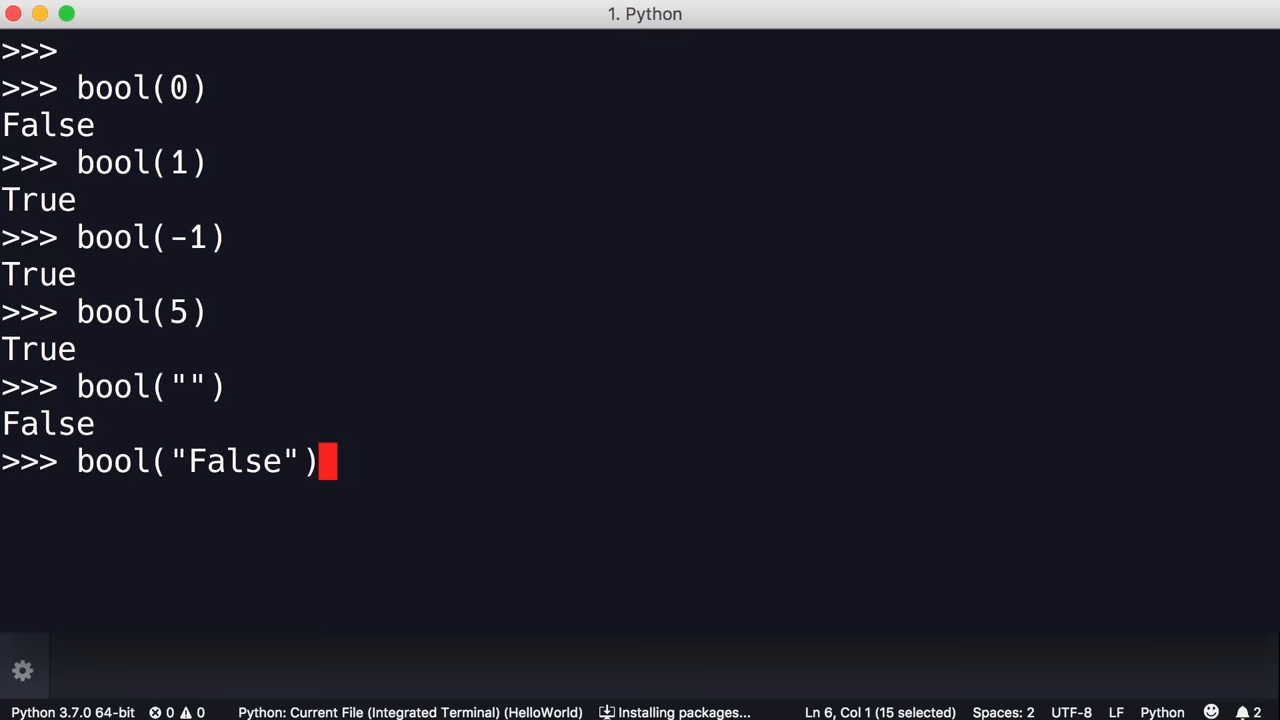 1. Python
>>>
>>> bool(0)
False
>>> bool(1)
True
>>> bool(-1)
True
>>> bool(5)
True
>>> bool("")
False
>>> bool("False")
Python 3.7.0 64-bit 0 0 Python: Current File (Integrated Terminal) (HelloWorld) Installing packages... Ln 6, Col 1 (15 selected) Spaces: 2 UTF-8 LF Python 2